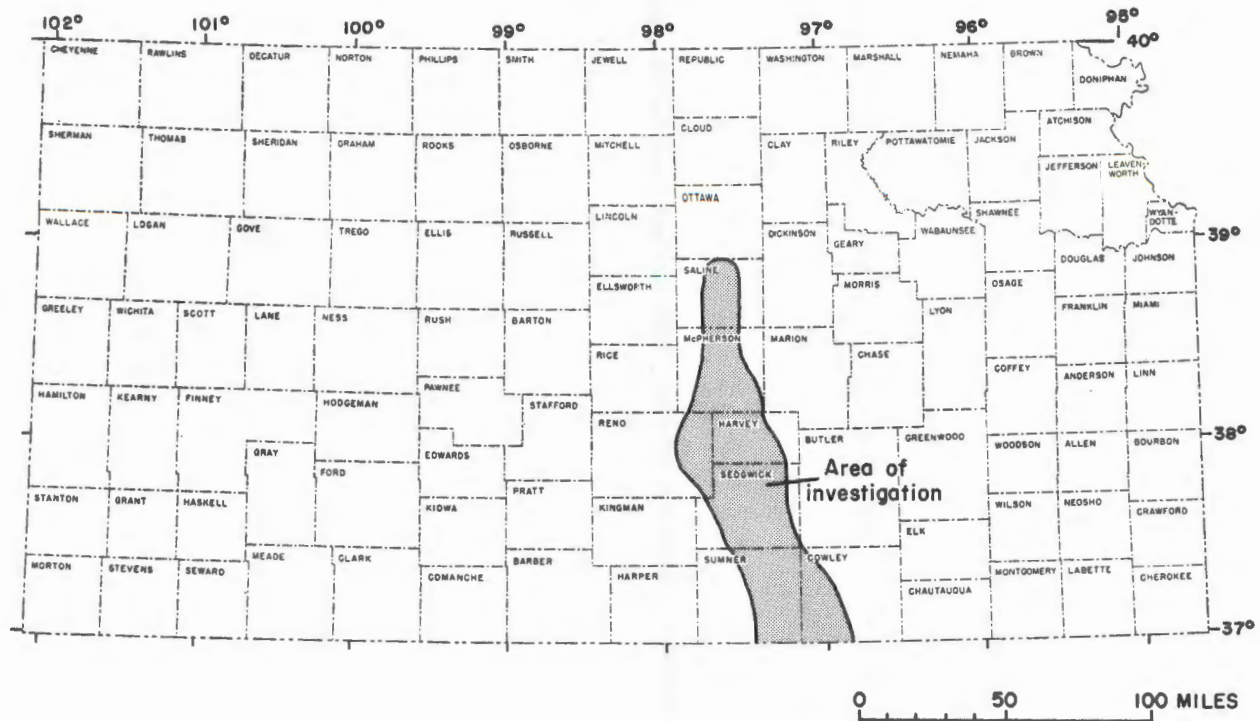 102° 101° 100° 99° 98° 97° 96° 95°
40°
CHEYENNE RAWLINS DECATUR NORTON PHILLIPS SMITH JEWELL REPUBLIC WASHINGTON MARSHALL NEMAHA BROWN
DONIPHAN
SHERMAN THOMAS SHERIDAN GRAHAM ROOKS OSBORNE MITCHELL CLOUD CLAY RILEY POTTAWATOMIE JACKSON ATCHISON
JEFFERSON LEAVEN
WORTH
WALLACE LOGAN GOVE TREGO ELLIS RUSSELL LINCOLN OTTAWA DICKINSON GEARY WABAUNSEE SHAWNEE WYAN-
DOTTE
39°
ELLSWORTH SALINE MORRIS OSAGE DOUGLAS JOHNSON
GREELEY WICHITA SCOTT LANE NESS RUSH BARTON RICE McPHERSON MARION CHASE LYON FRANKLIN MIAMI
HAMILTON KEARNY FINNEY HODGEMAN PAWNEE STAFFORD RENO HARVEY BUTLER GREENWOOD COFFEY ANDERSON LINN
38°
GRAY FORD EDWARDS SEDGWICK WOODSON ALLEN BOURBON
Area of
investigation
STANTON GRANT HASKELL KIOWA PRATT KINGMAN ELK WILSON NEOSHO CRAWFORD
MORTON STEVENS SEWARD MEADE CLARK COMANCHE BARBER HARPER SUMNER COWLEY CHAUTAUQUA MONTGOMERY LABETTE CHEROKEE
37°
0 50 100 MILES